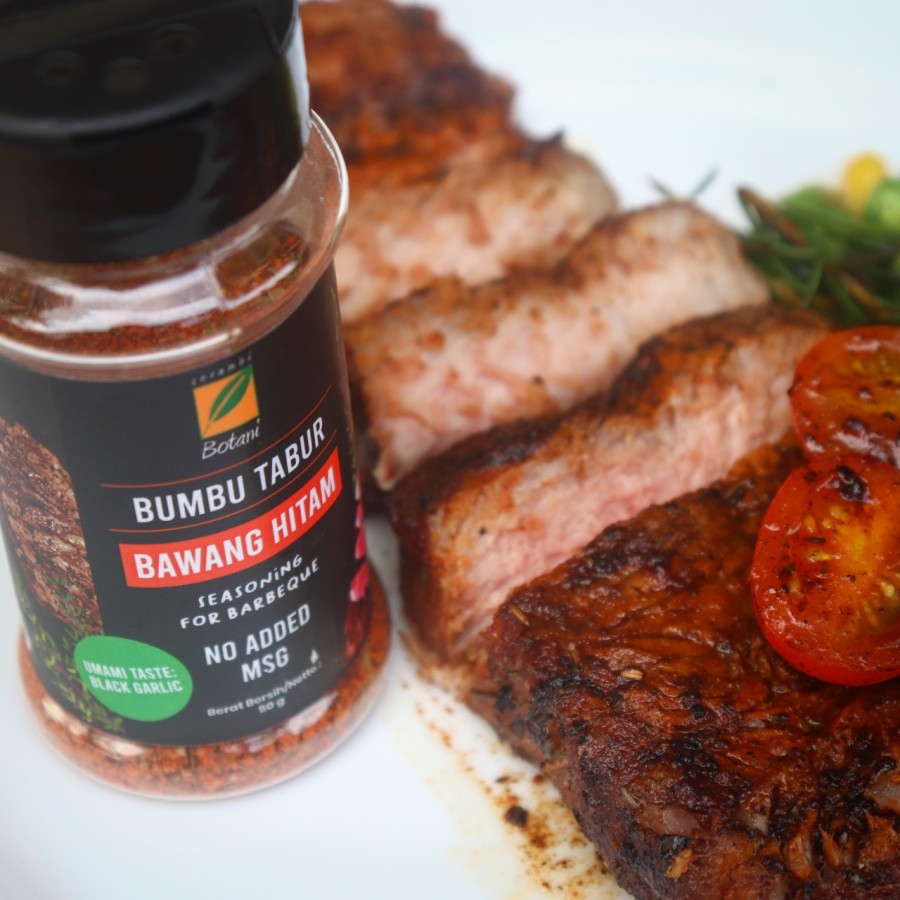 serambi
Botani
BUMBU TABUR
BAWANG HITAM
SEASONING
FOR BARBEQUE
NO ADDED
MSG
UMAMI TASTE:
BLACK GARLIC
Berat Bersih/Netto:
50 g